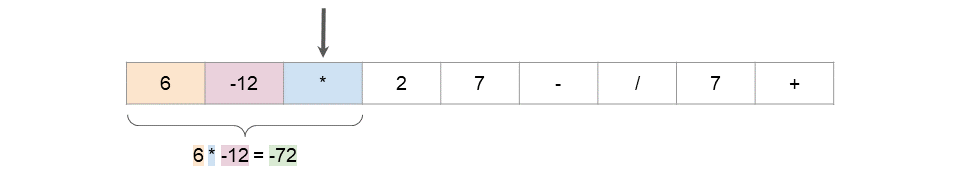 6 -12 * 2 7 - / 7 +
6 * -12 = -72